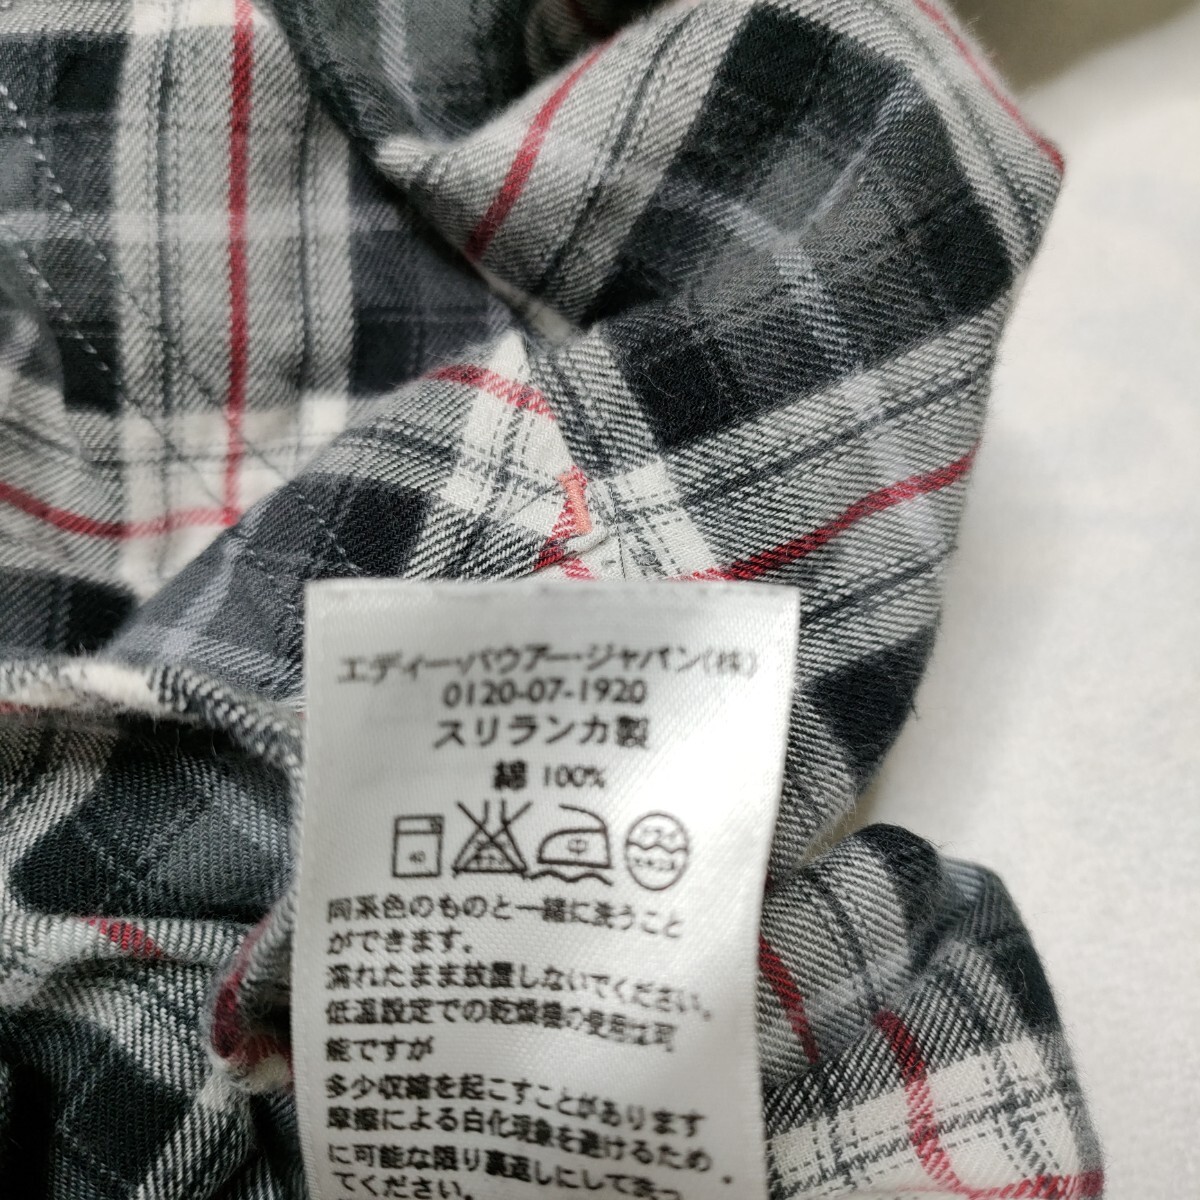 エディー・バウアー・ジャパン(株)
0120-07-1920
スリランカ製
綿 100%
40
中
ドライ
同系色のものと一緒に洗うこと
ができます。
濡れたまま放置しないでください。
低温設定での乾燥機の使用は可
能ですが
多少収縮を起こすことがあります
摩擦による白化現象を避けるため
に可能な限り裏返しにして
てください。